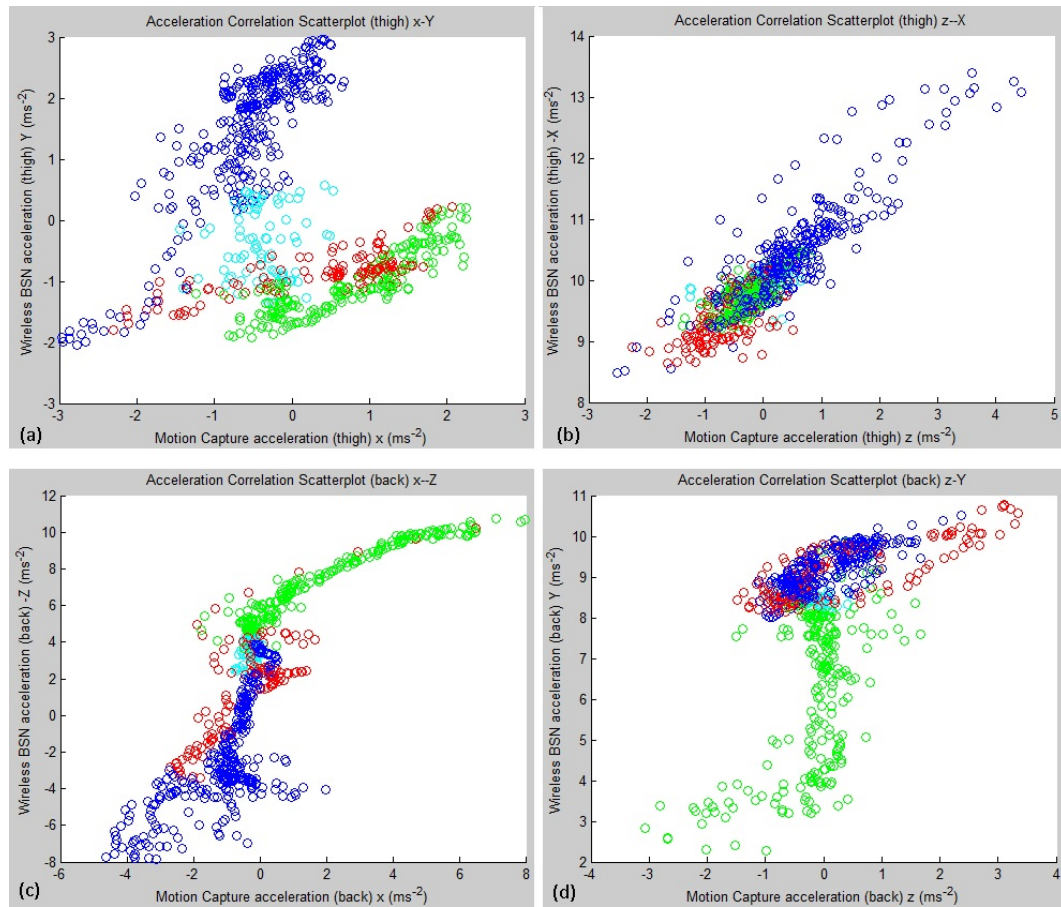 Acceleration Correlation Scatterplot (thigh) x-Y
3
2
1
0
-1
-2
-3
Wireless BSN acceleration (thigh) Y (ms-2)
-3 -2 -1 0 1 2 3
Motion Capture acceleration (thigh) x (ms-2)
(a)
Acceleration Correlation Scatterplot (thigh) z--X
14
13
12
11
10
9
8
Wireless BSN acceleration (thigh) -X (ms-2)
-3 -2 -1 0 1 2 3 4 5
Motion Capture acceleration (thigh) z (ms-2)
(b)
Acceleration Correlation Scatterplot (back) x--Z
12
10
8
6
4
2
0
-2
-4
-6
-8
Wireless BSN acceleration (back) -Z (ms-2)
-6 -4 -2 0 2 4 6 8
Motion Capture acceleration (back) x (ms-2)
(c)
Acceleration Correlation Scatterplot (back) z-Y
11
10
9
8
7
6
5
4
3
2
Wireless BSN acceleration (back) Y (ms-2)
-4 -3 -2 -1 0 1 2 3 4
Motion Capture acceleration (back) z (ms-2)
(d)